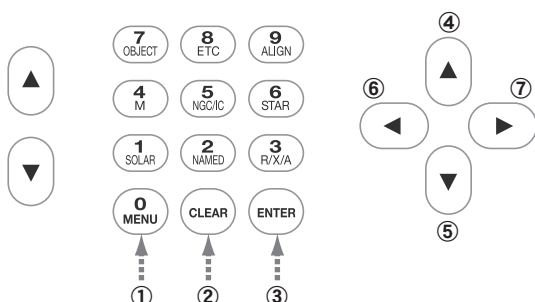 7 8 9
OBJECT ETC ALIGN
④
▲ ▲
4 5 6
M NGC/IC STAR
⑥ ⑦
◀ ▶
1 2 3
SOLAR NAMED R/X/A
▼ ▼
0
MENU CLEAR ENTER
⑤
① ② ③